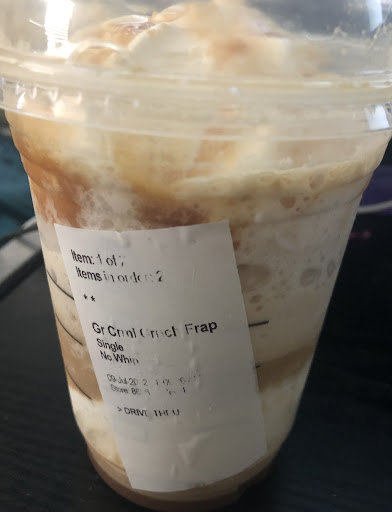 Item: 1 of 2
Items in order: 2
* *
Gr Crml Crnch Frap
Single
No Whip
> DRIVE THRU